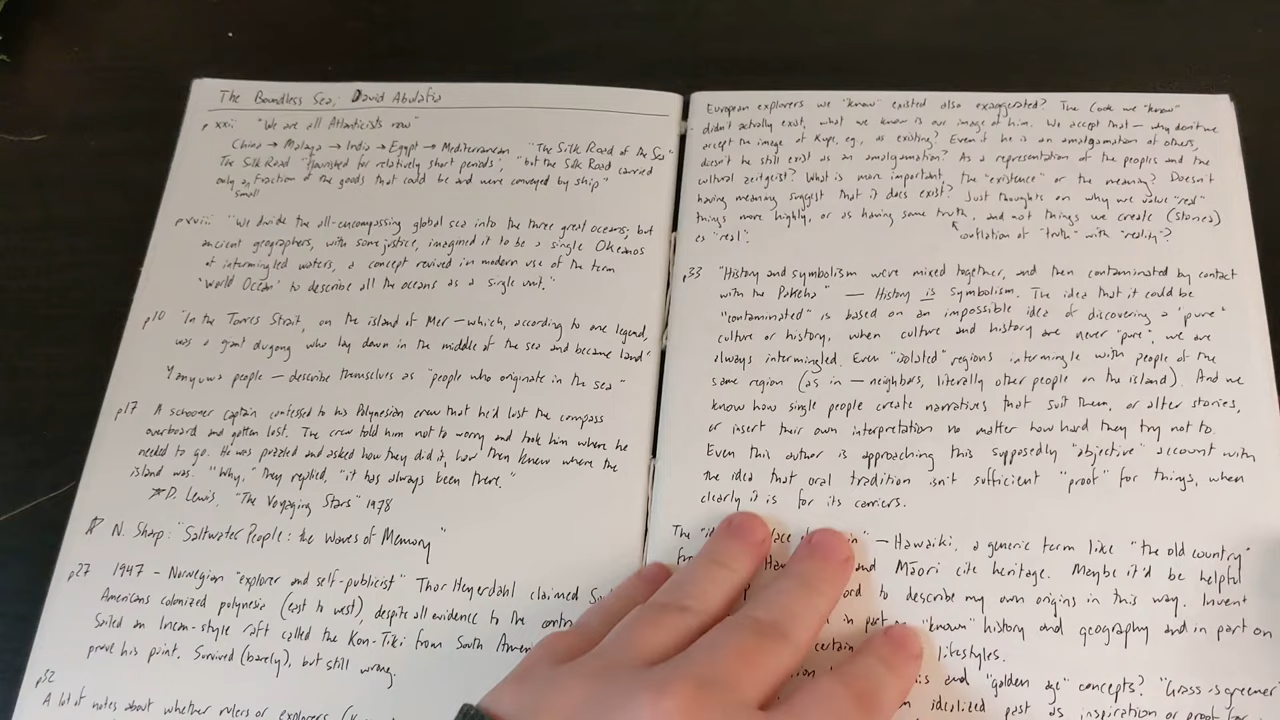 The Boundless Sea, David Abulafia
p xxii "We are all Atlanticists now"
China → Malaya → India → Egypt → Mediterranean "The Silk Road of the Sea"
The Silk Road "flourished for relatively short periods", "but the Silk Road carried
only a fraction of the goods that could be and were conveyed by ship"
small
p xviii "We divide the all-encompassing global sea into the three great oceans; but
ancient geographers, with some justice, imagined it to be a single Okeanos
of intermingled waters, a concept revived in modern use of the term
'World Ocean' to describe all the oceans as a single unit."
p10 "In the Torres Strait, on the island of Mer — which, according to one legend,
was a giant dugong who lay down in the middle of the sea and became land"
Yanyuwa people — describe themselves as "people who originate in the sea"
p17 A schooner captain confessed to his Polynesian crew that he'd lost the compass
overboard and gotten lost. The crew told him not to worry and took him where he
needed to go. He was puzzled and asked how they did it, how they knew where the
island was. "Why," they replied, "it has always been there."
D. Lewis, "The Voyaging Stars" 1978
N. Sharp: "Saltwater People: the Waves of Memory"
p27 1947 – Norwegian "explorer and self-publicist" Thor Heyerdahl claimed
Americans colonized polynesia (east to west), despite all evidence to the
Sailed an Incan-style raft called the Kon-Tiki from South
prove his point. Survived (barely), but still wrong.
p32
A lot of notes about whether rulers or explorers
European explorers we "know" existed also exaggerated? The Cook we "know"
didn't actually exist, what we know is our image of him. We accept that — why don't we
accept the image of Kupe, eg, as existing? Even if he is an amalgamation of others,
doesn't he still exist as an amalgamation? As a representation of the peoples and the
cultural zeitgeist? What is more important, the "existence" or the meaning? Doesn't
having meaning suggest that it does exist? Just thoughts on why we value "real"
things more highly, or as having some truth, and not things we create (stories)
as "real".
conflation of "truth" with "reality"?
p33 "History and symbolism were mixed together, and then contaminated by contact
with the Pakeha" — History is symbolism. The idea that it could be
"contaminated" is based on an impossible idea of discovering a "pure"
culture or history, when culture and history are never "pure", we are
always intermingled. Even "isolated" regions intermingle with people of the
same region (as in — neighbors, literally other people on the island). And we
know how single people create narratives that suit them, or alter stories,
or insert their own interpretation no matter how hard they try not to.
Even this author is approaching this supposedly "objective" account with
the idea that oral tradition isn't sufficient "proof" for things, when
clearly it is for its carriers.
The — Hawaiki, a generic term like "the old country"
and Māori cite heritage. Maybe it'd be helpful
to describe my own origins in this way. Invent
in part "known" history and geography and in part on
certain lifestyles.
and "golden age" concepts? "Grass is greener
idealized past as inspiration or proof for